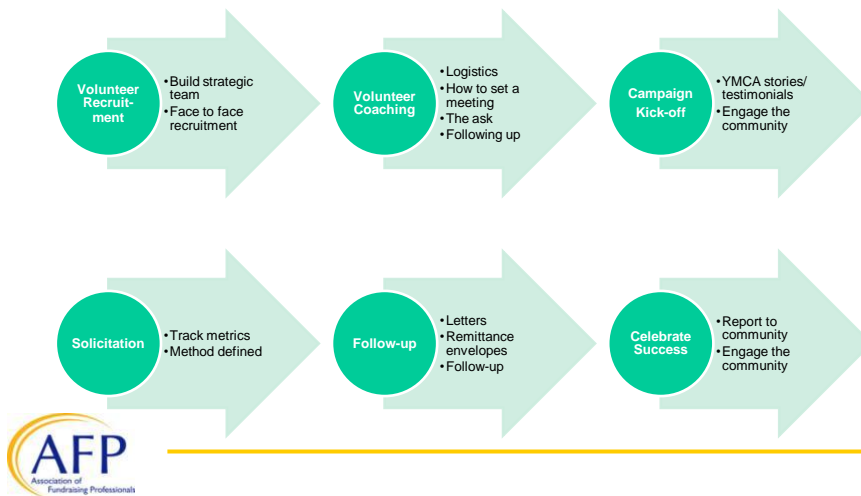 Volunteer
Recruit-
ment
•Build strategic
team
•Face to face
recruitment
Volunteer
Coaching
•Logistics
•How to set a
meeting
•The ask
•Following up
Campaign
Kick-off
•YMCA stories/
testimonials
•Engage the
community
Solicitation
•Track metrics
•Method defined
Follow-up
•Letters
•Remittance
envelopes
•Follow-up
Celebrate
Success
•Report to
community
•Engage the
community
AFP
Association of
Fundraising Professionals